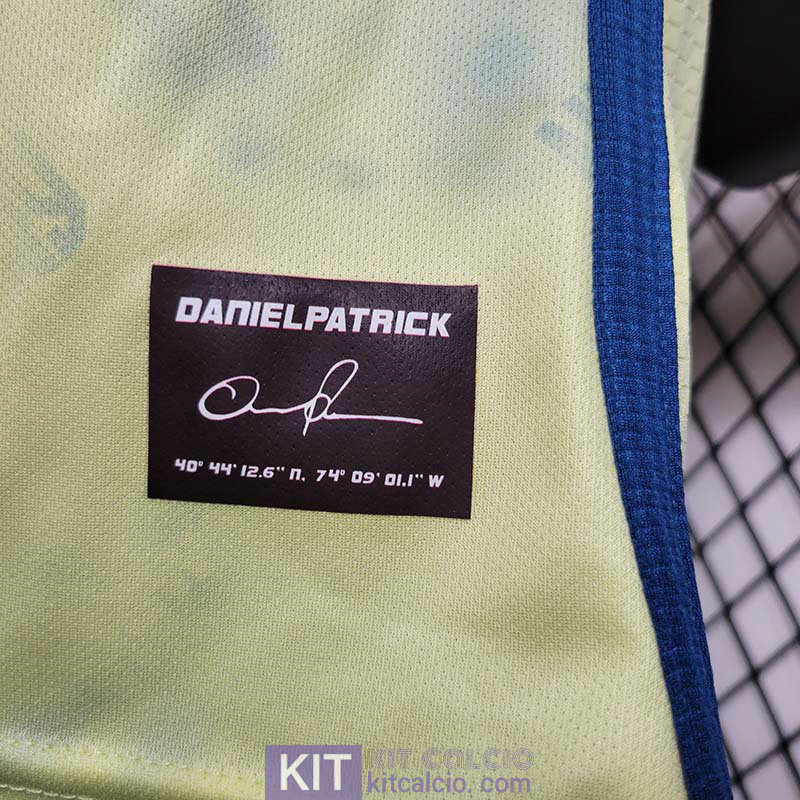 DANIELPATRICK
40° 44' 12.6" N, 74° 09' 01.1" W
KIT KIT CALCIO
kitcalcio. com